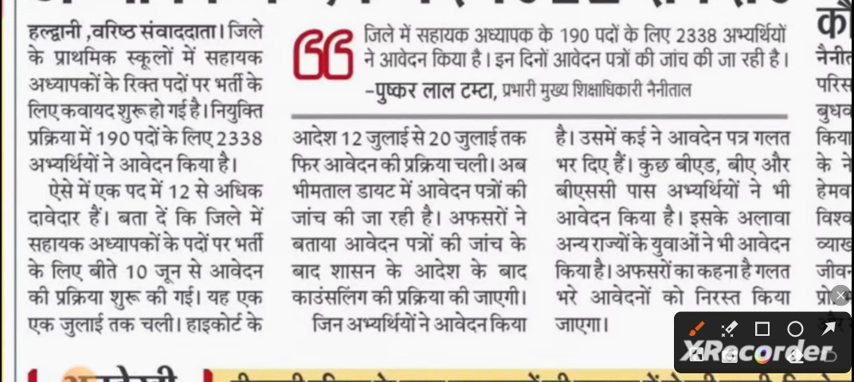 हल्द्वानी ,वरिष्ठ संवाददाता। जिले
के प्राथमिक स्कूलों में सहायक
अध्यापकों के रिक्त पदों पर भर्ती के
लिए कवायद शुरू हो गई है। नियुक्ति
प्रक्रिया में 190 पदों के लिए 2338
अभ्यर्थियों ने आवेदन किया है।
ऐसे में एक पद में 12 से अधिक
दावेदार हैं। बता दें कि जिले में
सहायक अध्यापकों के पदों पर भर्ती
के लिए बीते 10 जून से आवेदन
की प्रक्रिया शुरू की गई। यह एक
एक जुलाई तक चली। हाइकोर्ट के
जिले में सहायक अध्यापक के 190 पदों के लिए 2338 अभ्यर्थियों
ने आवेदन किया है। इन दिनों आवेदन पत्रों की जांच की जा रही है।
-पुष्कर लाल टम्टा, प्रभारी मुख्य शिक्षाधिकारी नैनीताल
आदेश 12 जुलाई से 20 जुलाई तक
फिर आवेदन की प्रक्रिया चली। अब
भीमताल डायट में आवेदन पत्रों की
जांच की जा रही है। अफसरों ने
बताया आवेदन पत्रों की जांच के
बाद शासन के आदेश के बाद
काउंसलिंग की प्रक्रिया की जाएगी।
जिन अभ्यर्थियों ने आवेदन किया
है। उसमें कई ने आवदेन पत्र गलत
भर दिए हैं। कुछ बीएड, बीए और
बीएससी पास अभ्यर्थियों ने भी
आवेदन किया है। इसके अलावा
अन्य राज्यों के युवाओं ने भी आवेदन
किया है। अफसरों का कहना है गलत
भरे आवेदनों को निरस्त किया
जाएगा।
कौ
नैनीत
परिस
बुधव
किया
के ने
हेमव
विश्व
व्याख
जीवन
XRecorder